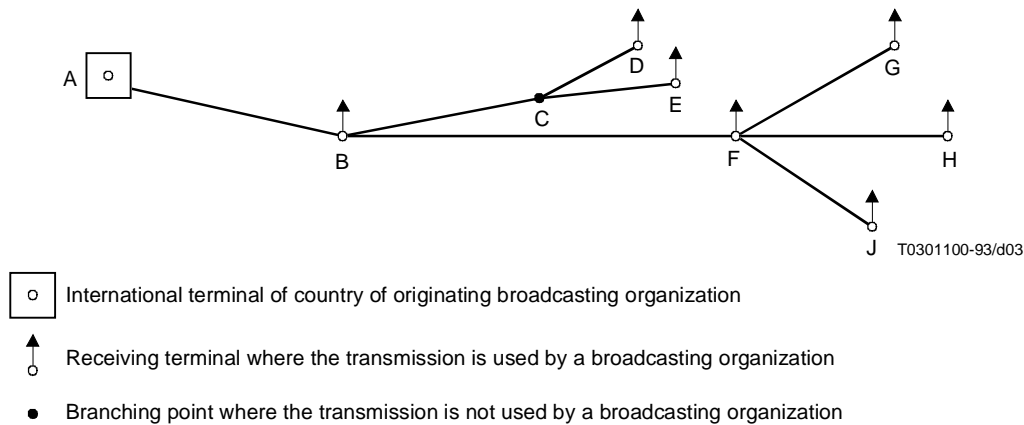 D
G
A
E
C
B
F
H
J
T0301100-93/d03
International terminal of country of originating broadcasting organization
Receiving terminal where the transmission is used by a broadcasting organization
Branching point where the transmission is not used by a broadcasting organization